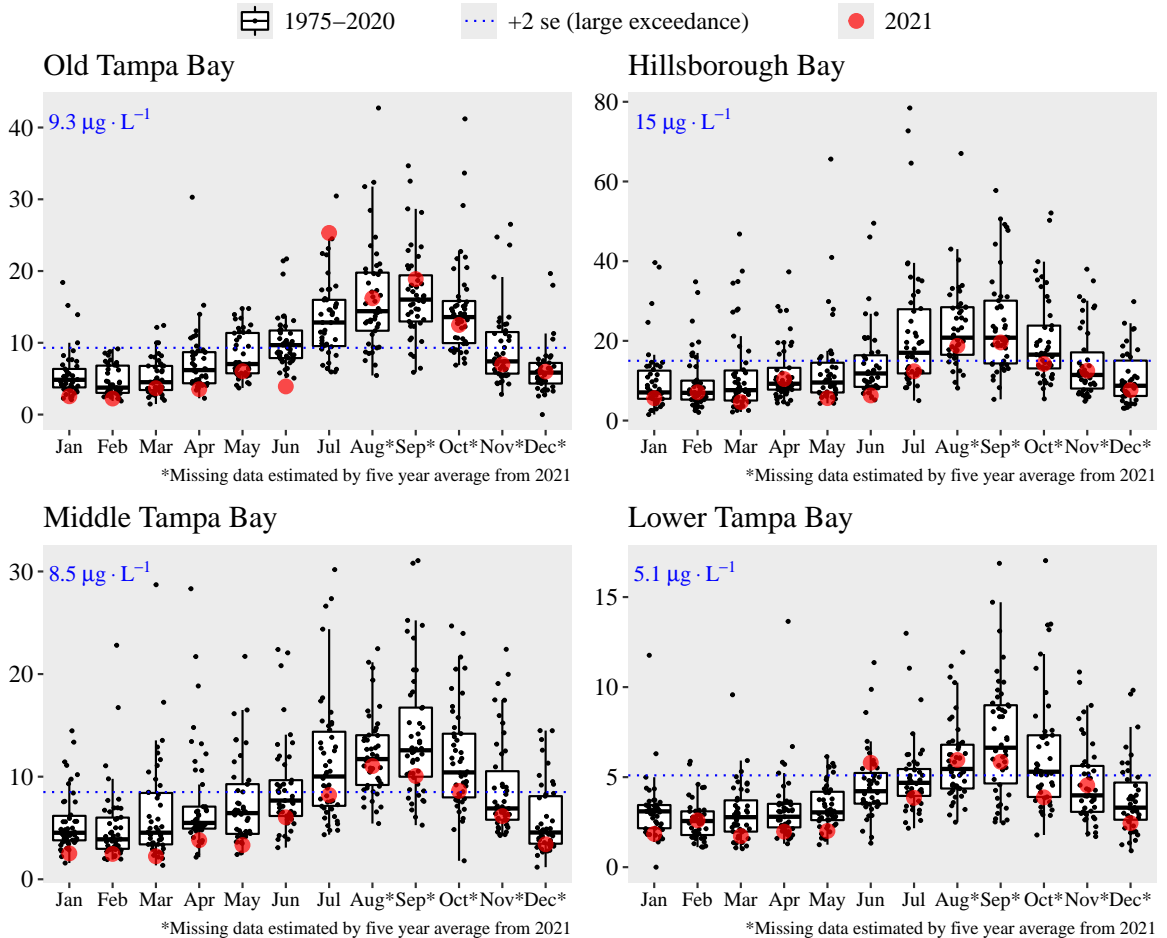 1975−2020 +2 se (large exceedance) 2021
Old Tampa Bay
9.3 μg · L−1
40
30
20
10
0
Jan Feb Mar Apr May Jun Jul Aug* Sep* Oct* Nov* Dec*
*Missing data estimated by five year average from 2021
Hillsborough Bay
15 μg · L−1
80
60
40
20
0
Jan Feb Mar Apr May Jun Jul Aug* Sep* Oct* Nov* Dec*
*Missing data estimated by five year average from 2021
Middle Tampa Bay
8.5 μg · L−1
30
20
10
0
Jan Feb Mar Apr May Jun Jul Aug* Sep* Oct* Nov* Dec*
*Missing data estimated by five year average from 2021
Lower Tampa Bay
5.1 μg · L−1
15
10
5
0
Jan Feb Mar Apr May Jun Jul Aug* Sep* Oct* Nov* Dec*
*Missing data estimated by five year average from 2021